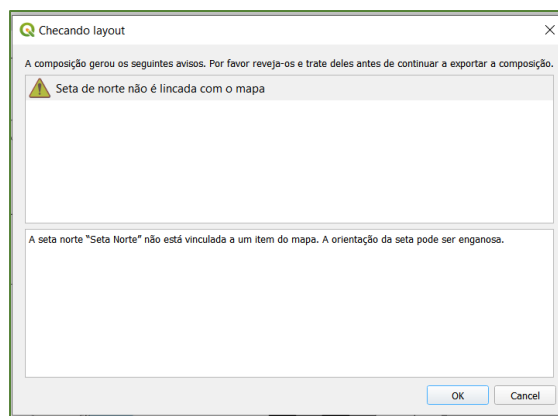 Checando layout
A composição gerou os seguintes avisos. Por favor reveja-os e trate deles antes de continuar a exportar a composição.
Seta de norte não é lincada com o mapa
A seta norte "Seta Norte" não está vinculada a um item do mapa. A orientação da seta pode ser enganosa.
OK Cancel